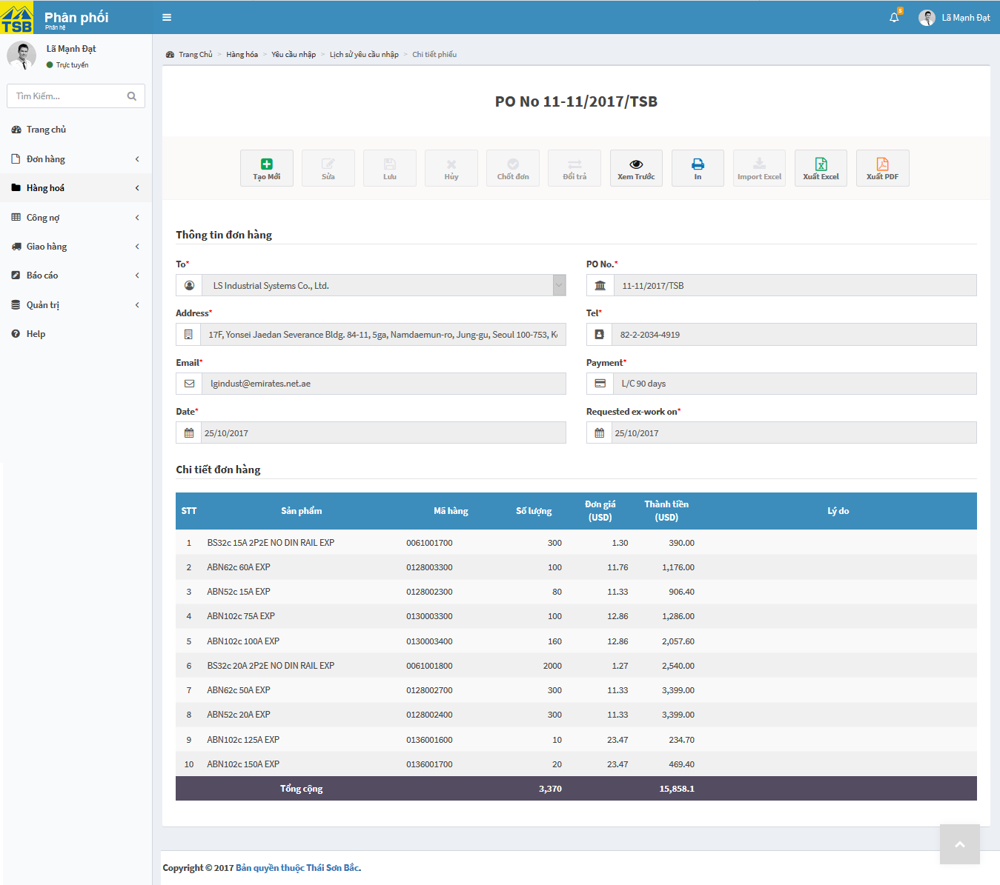 TSB
Phân phối
Phân hệ
5
Lã Mạnh Đạt
Lã Mạnh Đạt
Trực tuyến
Tìm Kiếm...
Trang chủ
Đơn hàng
Hàng hoá
Công nợ
Giao hàng
Báo cáo
Quản trị
Help
Trang Chủ > Hàng hóa > Yêu cầu nhập > Lịch sử yêu cầu nhập > Chi tiết phiếu
PO No 11-11/2017/TSB
Tạo Mới Sửa Lưu Hủy Chốt đơn Đổi trả Xem Trước In Import Excel Xuất Excel Xuất PDF
Thông tin đơn hàng
To* PO No.*
LS Industrial Systems Co., Ltd. 11-11/2017/TSB
Address* Tel*
17F, Yonsei Jaedan Severance Bldg. 84-11, 5ga, Namdaemun-ro, Jung-gu, Seoul 100-753, 82-2-2034-4919
Email* Payment*
lgindust@emirates.net.ae L/C 90 days
Date* Requested ex-work on*
25/10/2017 25/10/2017
Chi tiết đơn hàng
STT Sản phẩm Mã hàng Số lượng Đơn giá (USD) Thành tiền (USD) Lý do
1 BS32c 15A 2P2E NO DIN RAIL EXP 0061001700 300 1.30 390.00
2 ABN62c 60A EXP 0128003300 100 11.76 1,176.00
3 ABN52c 15A EXP 0128002300 80 11.33 906.40
4 ABN102c 75A EXP 0130003300 100 12.86 1,286.00
5 ABN102c 100A EXP 0130003400 160 12.86 2,057.60
6 BS32c 20A 2P2E NO DIN RAIL EXP 0061001800 2000 1.27 2,540.00
7 ABN62c 50A EXP 0128002700 300 11.33 3,399.00
8 ABN52c 20A EXP 0128002400 300 11.33 3,399.00
9 ABN102c 125A EXP 0136001600 10 23.47 234.70
10 ABN102c 150A EXP 0136001700 20 23.47 469.40
Tổng cộng 3,370 15,858.1
Copyright © 2017 Bản quyền thuộc Thái Sơn Bắc.